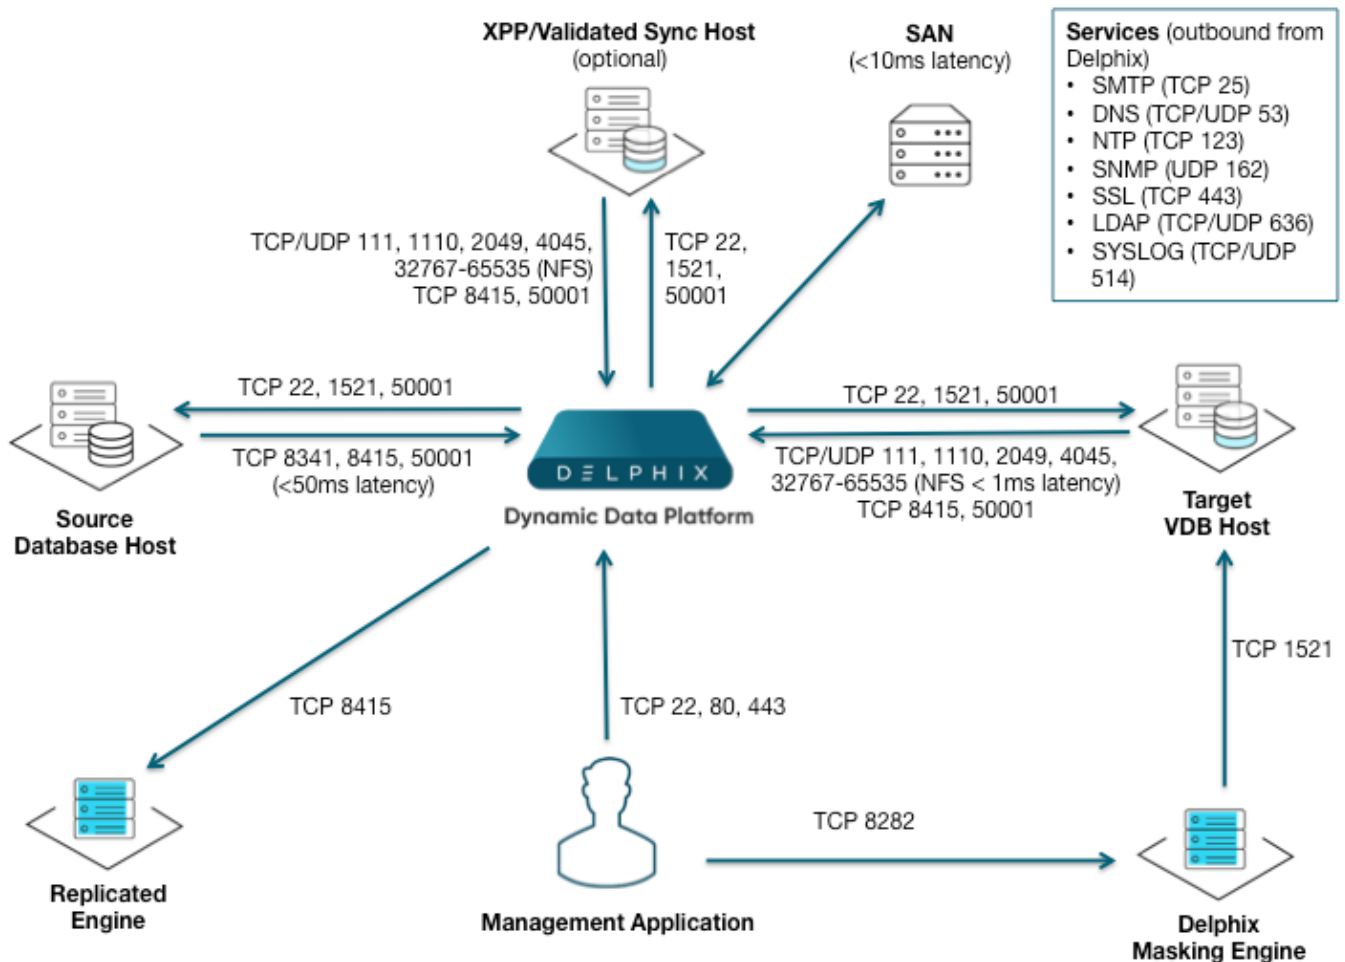 XPP/Validated Sync Host
(optional)
SAN
(<10ms latency)
Services (outbound from
Delphix)
• SMTP (TCP 25)
• DNS (TCP/UDP 53)
• NTP (TCP 123)
• SNMP (UDP 162)
• SSL (TCP 443)
• LDAP (TCP/UDP 636)
• SYSLOG (TCP/UDP
514)
TCP/UDP 111, 1110, 2049, 4045,
32767-65535 (NFS)
TCP 8415, 50001
TCP 22,
1521,
50001
TCP 22, 1521, 50001
TCP 8341, 8415, 50001
(<50ms latency)
Source
Database Host
DELPHIX
Dynamic Data Platform
TCP 22, 1521, 50001
TCP/UDP 111, 1110, 2049, 4045,
32767-65535 (NFS < 1ms latency)
TCP 8415, 50001
Target
VDB Host
TCP 1521
TCP 8415
TCP 22, 80, 443
TCP 8282
Replicated
Engine
Management Application
Delphix
Masking Engine